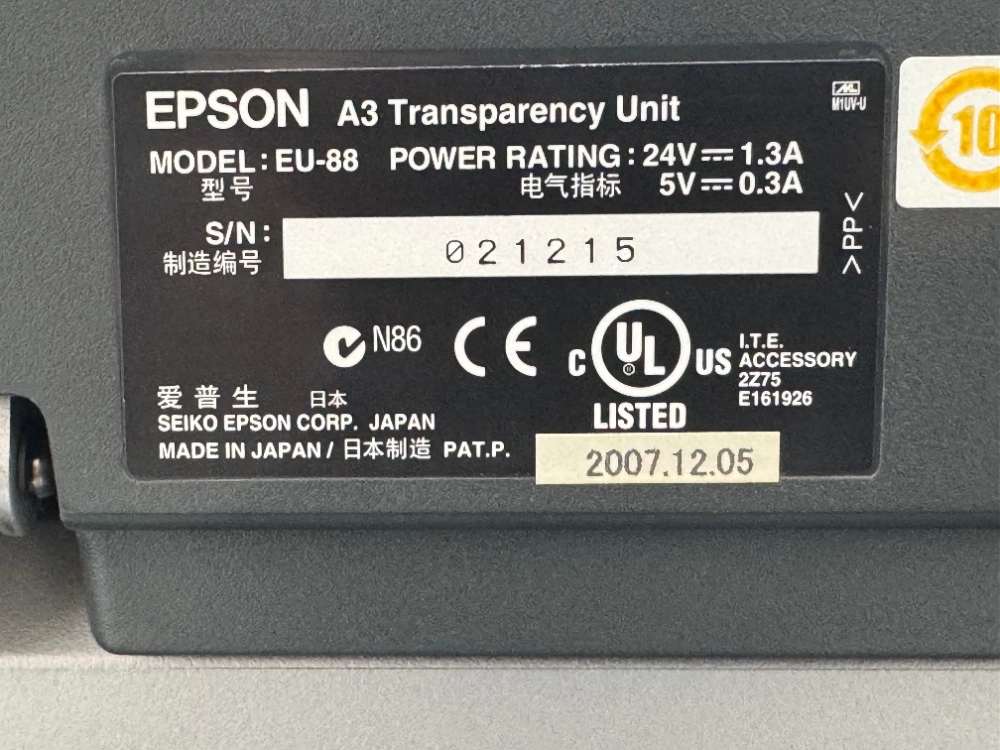 EPSON A3 Transparency Unit
M1UV-U
MODEL: EU-88 POWER RATING: 24V⎓1.3A
型号 电气指标 5V⎓0.3A
S/N: 021215
制造编号
>PP<
10
N86 CE C UL US LISTED
I.T.E.
ACCESSORY
2Z75
E161926
爱普生 日本
SEIKO EPSON CORP. JAPAN
MADE IN JAPAN / 日本制造 PAT.P.
2007.12.05